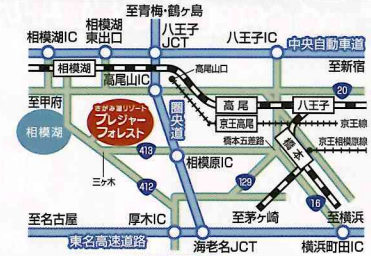 至青梅・鶴ヶ島
相模湖IC
相模湖
東出口
八王子
JCT
八王子IC
中央自動車道
相模湖
高尾山口
至新宿
高尾山IC
20
至甲府
さがみ湖リゾート
プレジャー
フォレスト
圏央道
高尾
八王子
京王高尾
京王線
相模湖
橋本五差路
橋本
京王相模原線
413
相模原IC
三ヶ木
412
129
16
至名古屋
厚木IC
至茅ヶ崎
至横浜
東名高速道路
海老名JCT
横浜町田IC